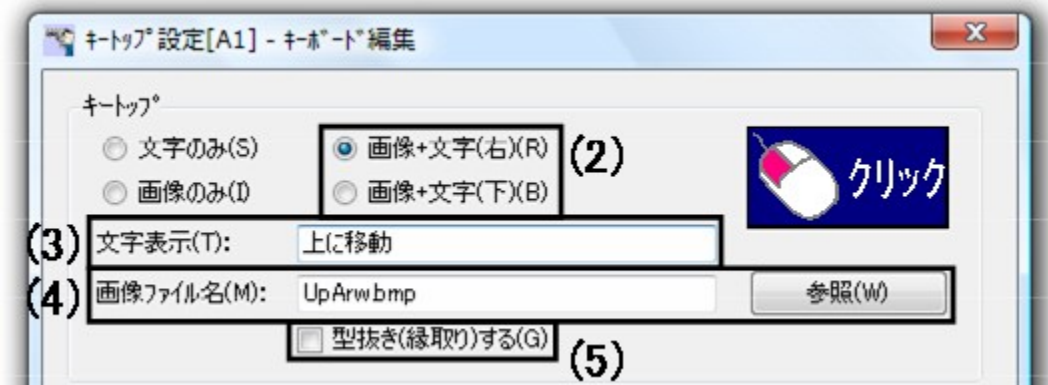 ｷｰﾄｯﾌﾟ設定[A1] - ｷｰﾎﾞｰﾄﾞ編集
ｷｰﾄｯﾌﾟ
文字のみ(S)
画像+文字(右)(R)
(2)
画像のみ(I)
画像+文字(下)(B)
クリック
(3)
文字表示(T):
上に移動
(4)
画像ﾌｧｲﾙ名(M):
UpArw.bmp
参照(W)
型抜き(縁取り)する(G)
(5)